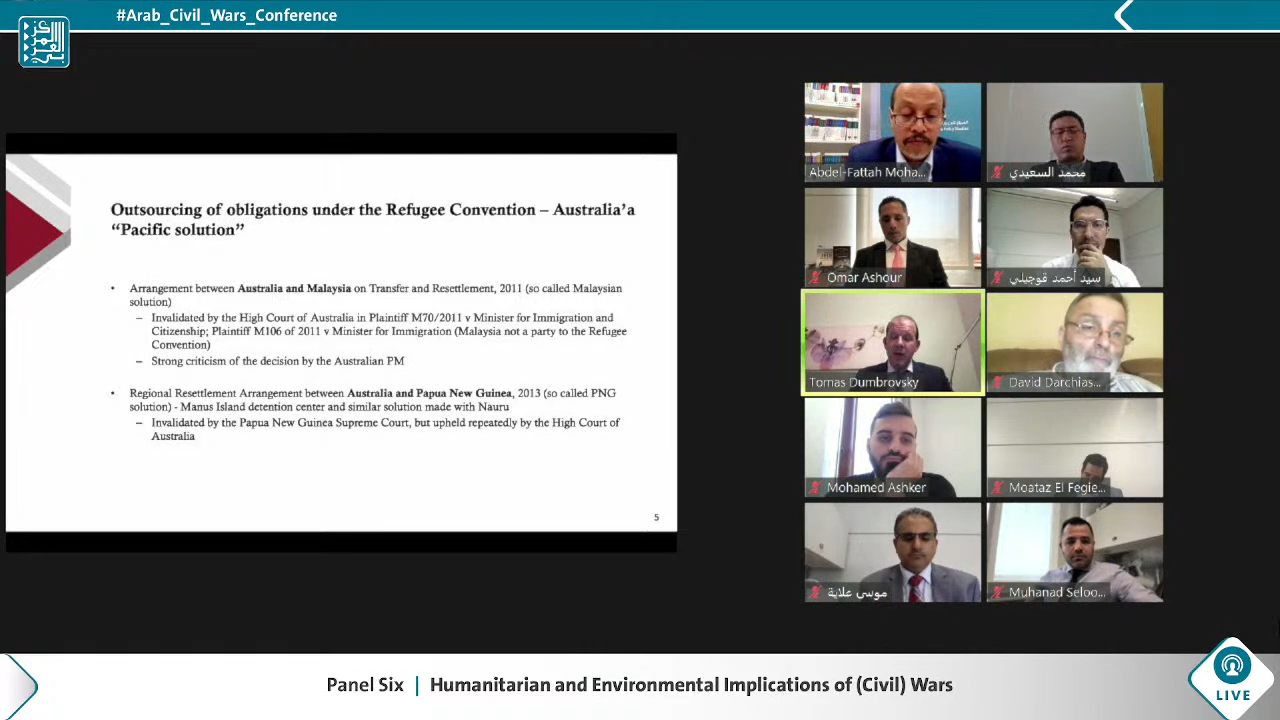 #Arab_Civil_Wars_Conference
المركز العربي
Outsourcing of obligations under the Refugee Convention – Australia’a
“Pacific solution”
• Arrangement between Australia and Malaysia on Transfer and Resettlement, 2011 (so called Malaysian
solution)
– Invalidated by the High Court of Australia in Plaintiff M70/2011 v Minister for Immigration and
Citizenship; Plaintiff M106 of 2011 v Minister for Immigration (Malaysia not a party to the Refugee
Convention)
– Strong criticism of the decision by the Australian PM
• Regional Resettlement Arrangement between Australia and Papua New Guinea, 2013 (so called PNG
solution) - Manus Island detention center and similar solution made with Nauru
– Invalidated by the Papua New Guinea Supreme Court, but upheld repeatedly by the High Court of
Australia
5
Abdel-Fattah Moha...
محمد السعيدي
Omar Ashour
سيد أحمد قوجيلي
Tomas Dumbrovsky
David Darchias...
Mohamed Ashker
Moataz El Fegie...
موسى علاية
Muhanad Seloo...
Panel Six | Humanitarian and Environmental Implications of (Civil) Wars
LIVE